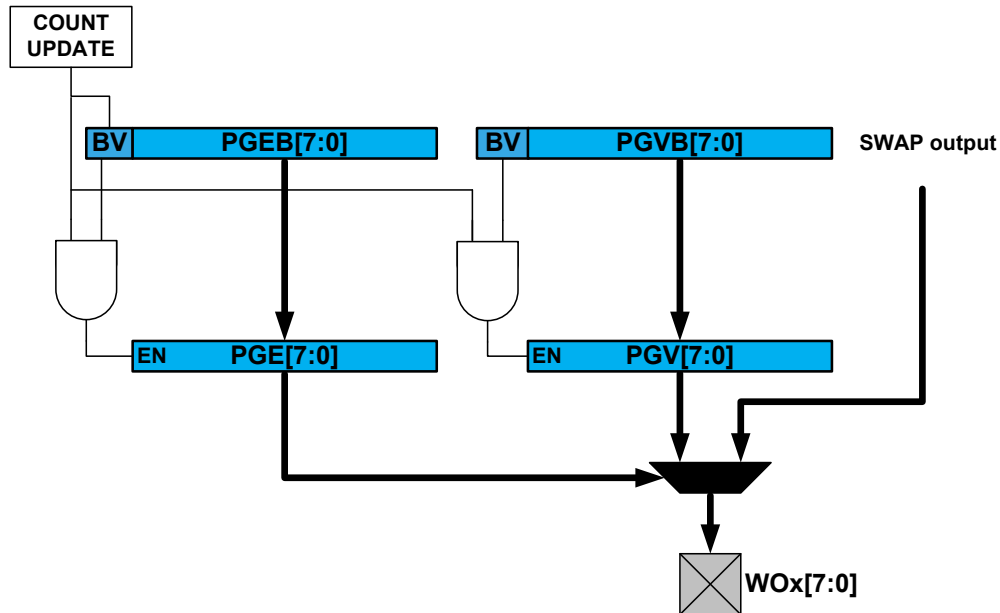 COUNT
UPDATE
BV
PGEB[7:0]
BV
PGVB[7:0]
SWAP output
EN
PGE[7:0]
EN
PGV[7:0]
WOx[7:0]